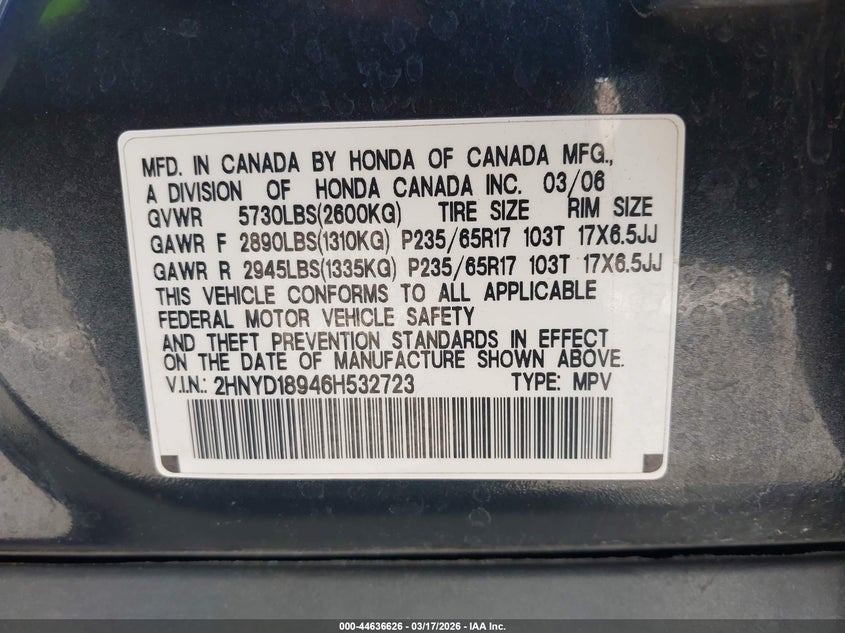 MFD. IN CANADA BY HONDA OF CANADA MFG.,
A DIVISION OF HONDA CANADA INC. 03/06
GVWR 5730LBS(2600KG) TIRE SIZE RIM SIZE
GAWR F 2890LBS(1310KG) P235/65R17 103T 17X6.5JJ
GAWR R 2945LBS(1335KG) P235/65R17 103T 17X6.5JJ
THIS VEHICLE CONFORMS TO ALL APPLICABLE
FEDERAL MOTOR VEHICLE SAFETY
AND THEFT PREVENTION STANDARDS IN EFFECT
ON THE DATE OF MANUFACTURE SHOWN ABOVE.
V.I.N.: 2HNYD18946H532723 TYPE: MPV
000-44636626 - 03/17/2026 - IAA Inc.